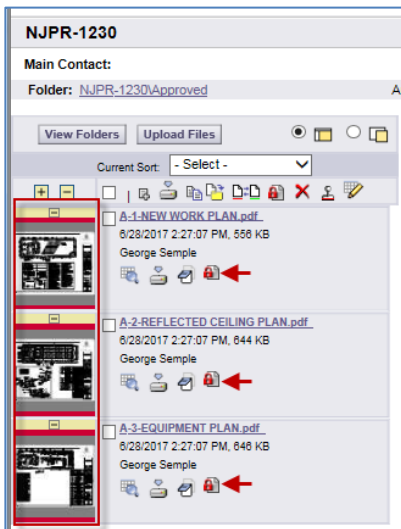 NJPR-1230
Main Contact:
Folder: NJPR-1230\Approved A
View Folders Upload Files
Current Sort: - Select -
A-1-NEW WORK PLAN.pdf
6/28/2017 2:27:07 PM, 556 KB
George Semple
A-2-REFLECTED CEILING PLAN.pdf
6/28/2017 2:27:07 PM, 644 KB
George Semple
A-3-EQUIPMENT PLAN.pdf
6/28/2017 2:27:07 PM, 646 KB
George Semple